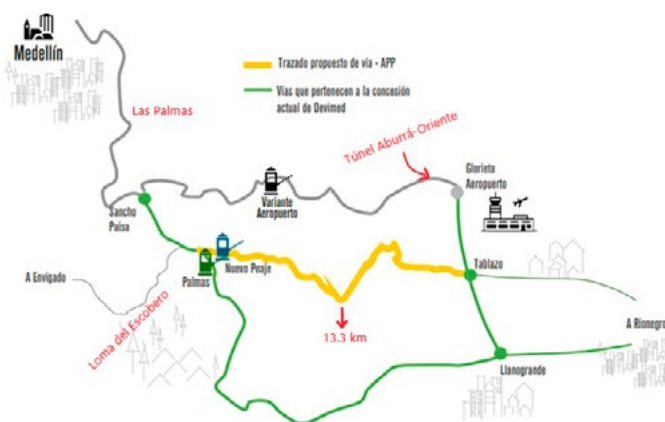 Medellín
Las Palmas
Trazado propuesto de vía - APP
Vías que pertenecen a la concesión
actual de Devimed
Túnel Aburrá-Oriente
Glorieta
Aeropuerto
Variante
Aeropuerto
Sancho
Paisa
Nuevo Peaje
Palmas
A Envigado
Loma del Escobero
13.3 km
Tablazo
A Rionegro
Llanogrande